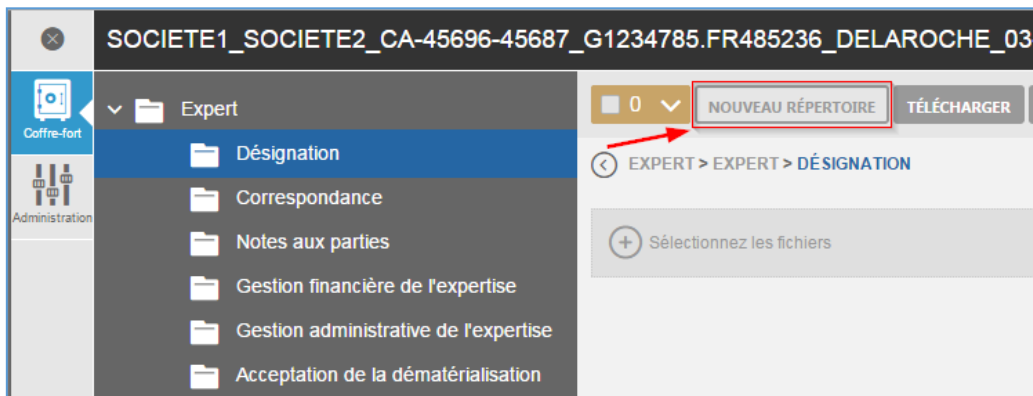 SOCIETE1_SOCIETE2_CA-45696-45687_G1234785.FR485236_DELAROCHE_03
Coffre-fort
Administration
Expert
Désignation
Correspondance
Notes aux parties
Gestion financière de l'expertise
Gestion administrative de l'expertise
Acceptation de la dématérialisation
0 NOUVEAU RÉPERTOIRE TÉLÉCHARGER
EXPERT > EXPERT > DÉSIGNATION
Sélectionnez les fichiers